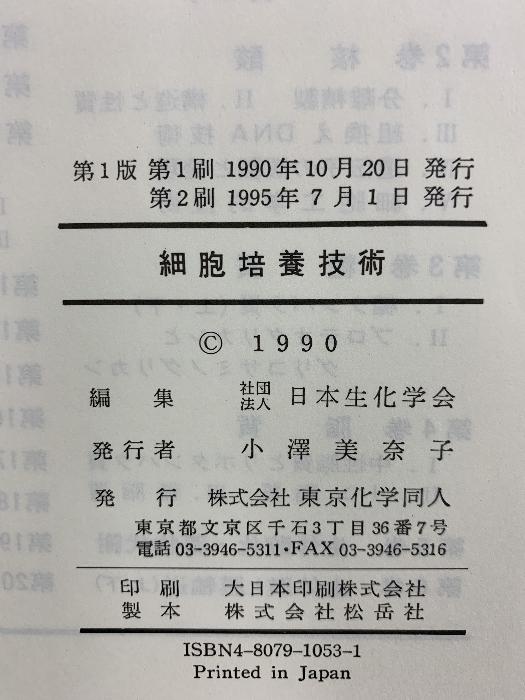 第1版 第1刷 1990年10月20日 発行
第2刷 1995年 7月 1日 発行
細胞培養技術
© 1990
編集 社団法人 日本生化学会
発行者 小澤美奈子
発行 株式会社 東京化学同人
東京都文京区千石3丁目36番7号
電話03-3946-5311・FAX 03-3946-5316
印刷 大日本印刷株式会社
製本 株式会社松岳社
ISBN4-8079-1053-1
Printed in Japan